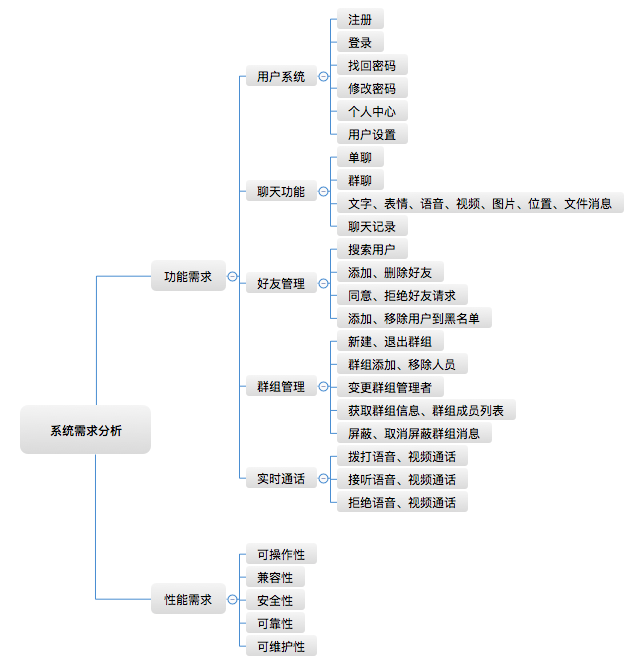 系统需求分析
功能需求
用户系统
注册
登录
找回密码
修改密码
个人中心
用户设置
聊天功能
单聊
群聊
文字、表情、语音、视频、图片、位置、文件消息
聊天记录
好友管理
搜索用户
添加、删除好友
同意、拒绝好友请求
添加、移除用户到黑名单
群组管理
新建、退出群组
群组添加、移除人员
变更群组管理者
获取群组信息、群组成员列表
屏蔽、取消屏蔽群组消息
实时通话
拨打语音、视频通话
接听语音、视频通话
拒绝语音、视频通话
性能需求
可操作性
兼容性
安全性
可靠性
可维护性